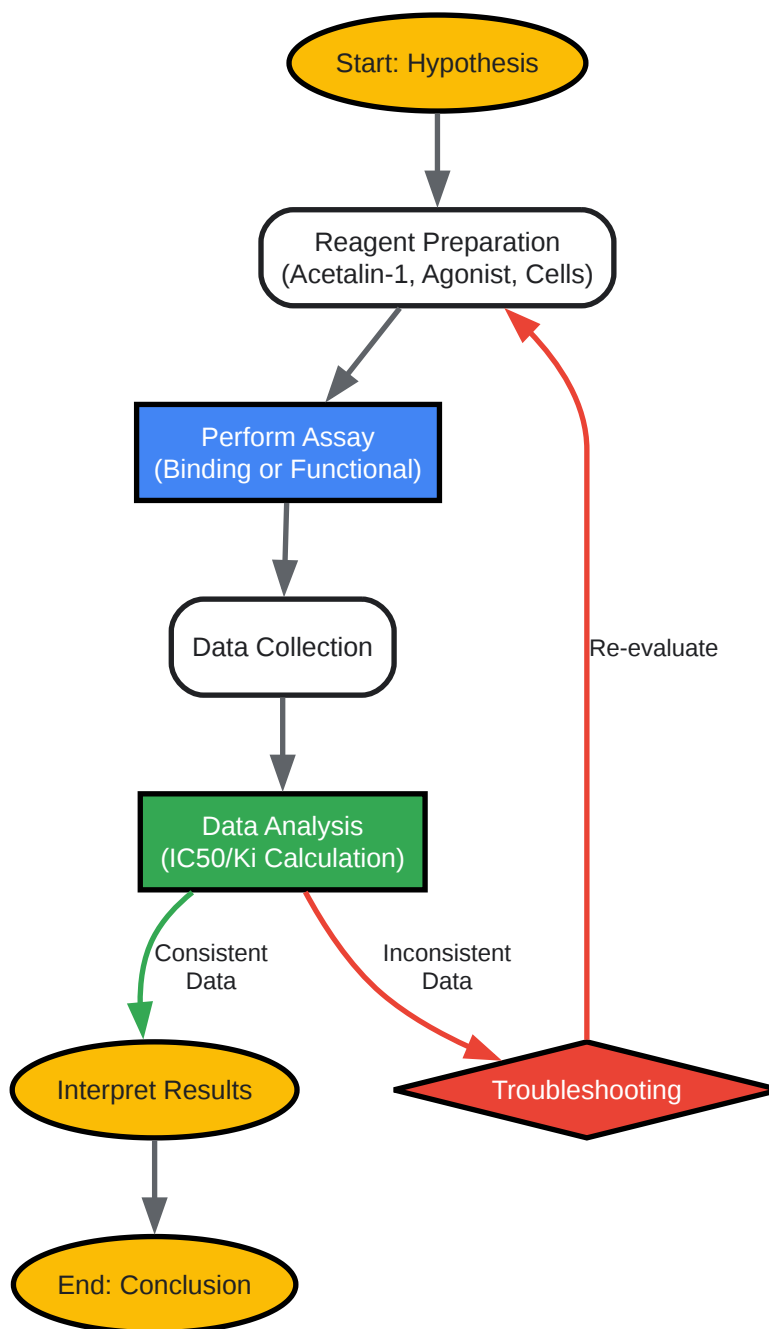 Start: Hypothesis
Reagent Preparation
(Acetalin-1, Agonist, Cells)
Perform Assay
(Binding or Functional)
Data Collection
Re-evaluate
Data Analysis
(IC50/Ki Calculation)
Consistent
Data
Inconsistent
Data
Interpret Results
Troubleshooting
End: Conclusion